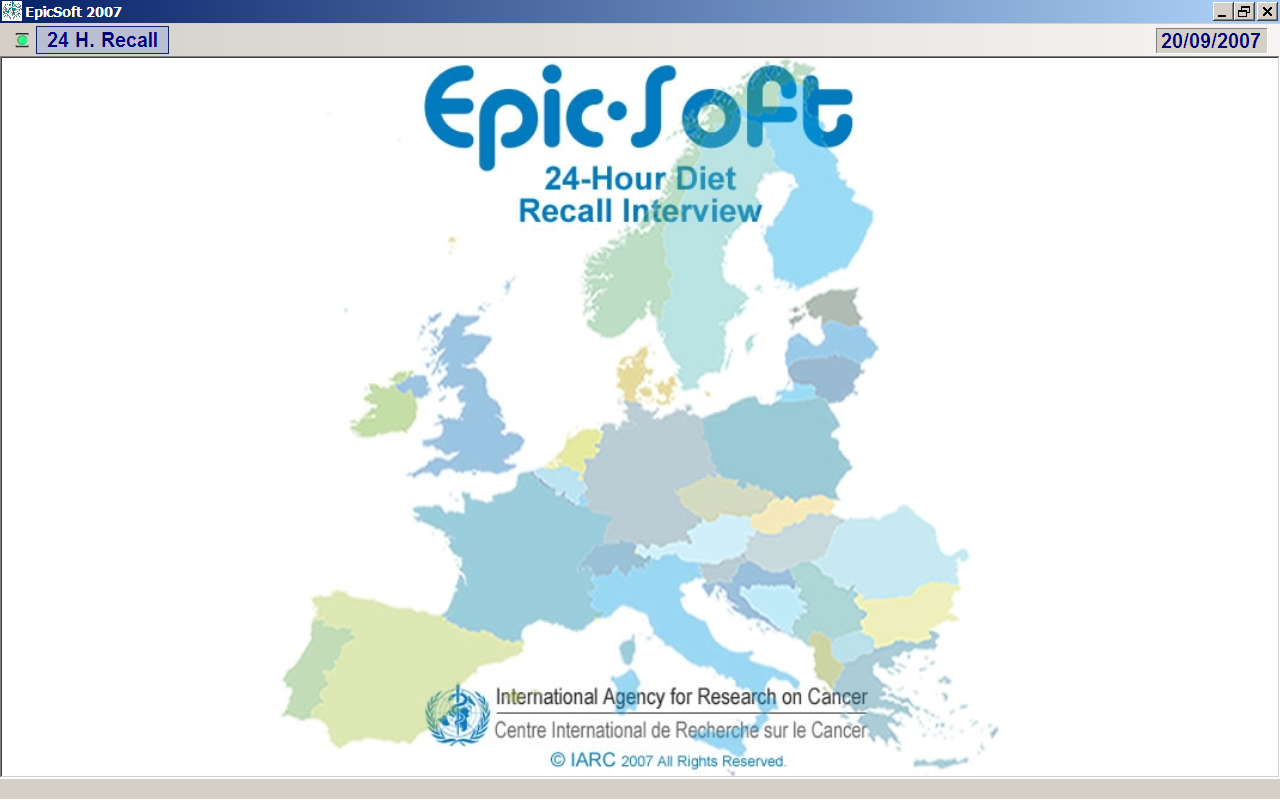 EpicSoft 2007
24 H. Recall
20/09/2007
Epic·Soft
24-Hour Diet
Recall Interview
International Agency for Research on Cancer
Centre International de Recherche sur le Cancer
© IARC 2007 All Rights Reserved.